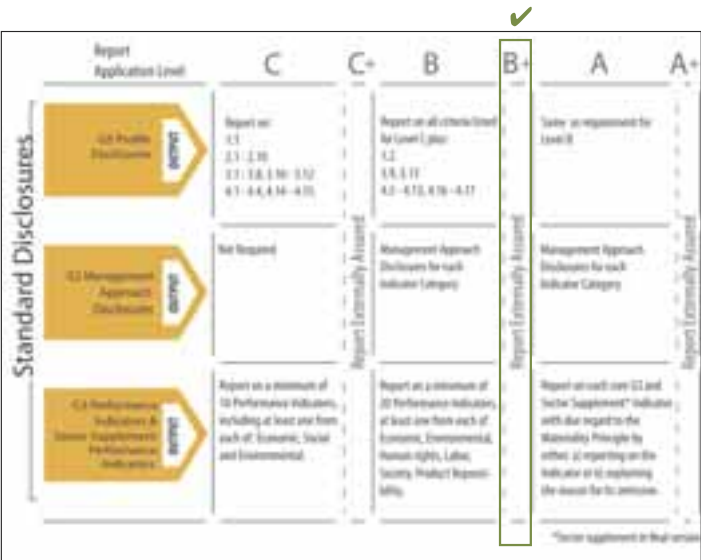 ✔
Report
Application Level
C
C+
B
B+
A
A+
Standard Disclosures
G3 Profile
Disclosures
OUTPUT
Report on:
1.1
2.1 - 2.10
3.1 - 3.8, 3.10 - 3.12
4.1 - 4.4, 4.14 - 4.15
Report on all criteria listed
for Level C plus:
1.2
3.9, 3.13
4.5 - 4.13, 4.16 - 4.17
Same as requirement for
Level B
G3 Management
Approach
Disclosures
OUTPUT
Not Required
Management Approach
Disclosures for each
Indicator Category
Management Approach
Disclosures for each
Indicator Category
G3 Performance
Indicators &
Sector Supplement
Performance
Indicators
OUTPUT
Report on a minimum of
10 Performance Indicators,
including at least one from
each of: Economic, Social
and Environmental.
Report on a minimum of
20 Performance Indicators,
at least one from each of
Economic, Environmental,
Human rights, Labor,
Society, Product Responsi-
bility.
Report on each core G3 and
Sector Supplement* Indicator
with due regard to the
Materiality Principle by
either: a) reporting on the
Indicator or b) explaining
the reason for its omission.
Report Externally Assured
Report Externally Assured
Report Externally Assured
*Sector supplement in final version